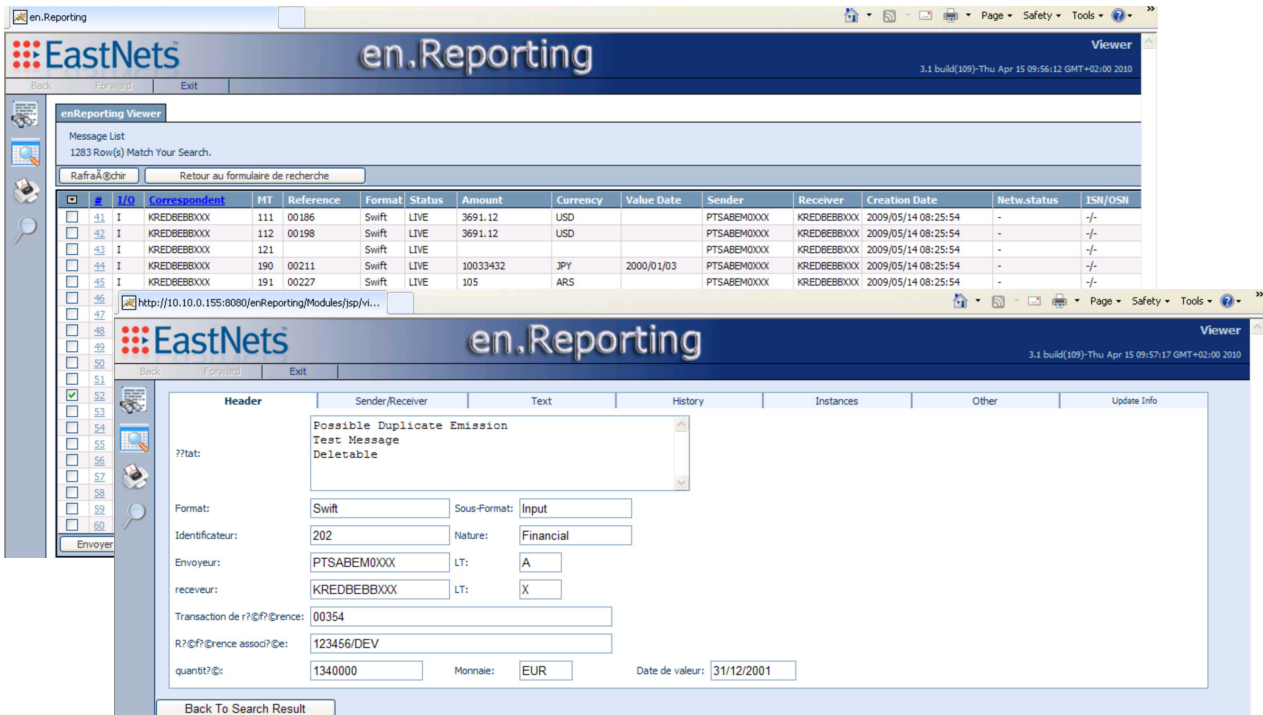 en.Reporting
Page Safety Tools
EastNets en.Reporting Viewer
3.1 build(109)-Thu Apr 15 09:56:12 GMT+02:00 2010
Back Forward Exit
enReporting Viewer
Message List
1283 Row(s) Match Your Search.
RafraÃ®chir Retour au formulaire de recherche
# I/O Correspondent MT Reference Format Status Amount Currency Value Date Sender Receiver Creation Date Netw.status ISN/OSN
41 I KREDBEBBXXX 111 00186 Swift LIVE 3691.12 USD PTSABEM0XXX KREDBEBBXXX 2009/05/14 08:25:54 - -/-
42 I KREDBEBBXXX 112 00198 Swift LIVE 3691.12 USD PTSABEM0XXX KREDBEBBXXX 2009/05/14 08:25:54 - -/-
43 I KREDBEBBXXX 121 Swift LIVE PTSABEM0XXX KREDBEBBXXX 2009/05/14 08:25:54 - -/-
44 I KREDBEBBXXX 190 00211 Swift LIVE 10033432 JPY 2000/01/03 PTSABEM0XXX KREDBEBBXXX 2009/05/14 08:25:54 - -/-
45 I KREDBEBBXXX 191 00227 Swift LIVE 105 ARS PTSABEM0XXX KREDBEBBXXX 2009/05/14 08:25:54 - -/-
46
47
48
49
50
51
52
53
54
55
56
57
58
59
60
Envoyer
http://10.10.0.155:8080/enReporting/Modules/jsp/vi...
Page Safety Tools
EastNets en.Reporting Viewer
3.1 build(109)-Thu Apr 15 09:57:17 GMT+02:00 2010
Back Forward Exit
Header Sender/Receiver Text History Instances Other Update Info
??tat:
Possible Duplicate Emission
Test Message
Deletable
Format: Swift Sous-Format: Input
Identificateur: 202 Nature: Financial
Envoyeur: PTSABEM0XXX LT: A
receveur: KREDBEBBXXX LT: X
Transaction de r?©f?©rence: 00354
R?©f?©rence associ?©e: 123456/DEV
quantit?©: 1340000 Monnaie: EUR Date de valeur: 31/12/2001
Back To Search Result